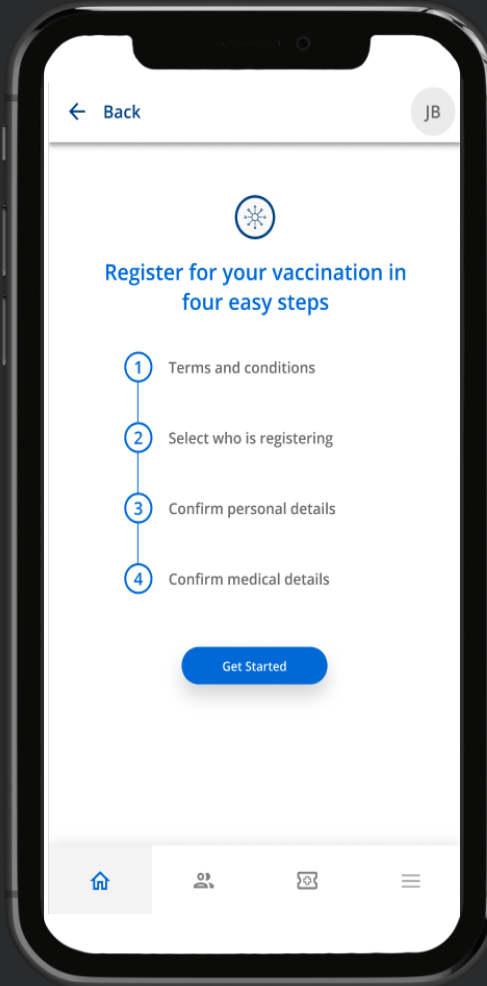 Back
JB
Register for your vaccination in
four easy steps
1 Terms and conditions
2 Select who is registering
3 Confirm personal details
4 Confirm medical details
Get Started